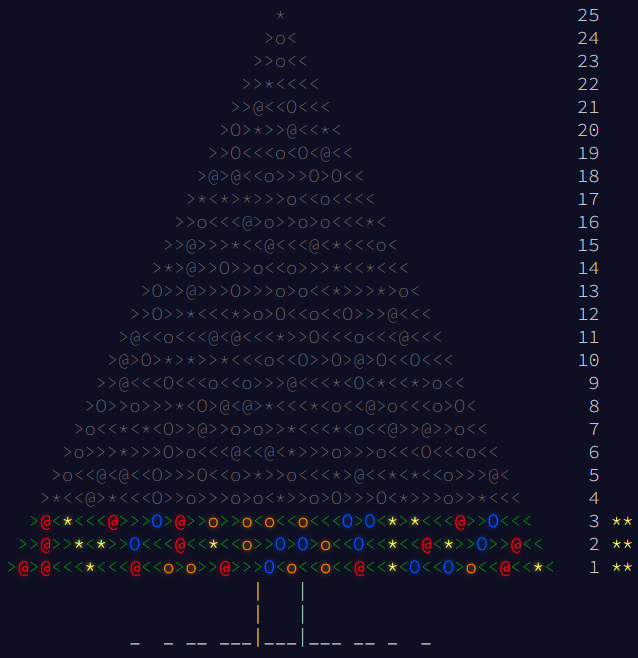 * 25
>o< 24
>>o<< 23
>>*<<<< 22
>>@<<O<<< 21
>O>*>>@<<*< 20
>>O<<<o<O<@<< 19
>@>@<<o>>>O>O<< 18
>*<*>*>>>o<<o<<<< 17
>>o<<<@>o>>o>o<<<*< 16
>>@>>>*<<@<<<@<*<<<o< 15
>*>@>>O>>o<<o>>>*<<*<<< 14
>O>>@>>>O>>>o>o<<*>>>*>o< 13
>>O>>*<<<*>o>O<<o<<O>>>@<<< 12
>@<<o<<<@<@<<<*>>O<<<o<<<@<<< 11
>@>O>*>>*>*<<<o<<O>>O>@>O<<O<<< 10
>>@<<<O<<<o<<o>>>@<<<*<O<*<<*>o<< 9
>O>>o>>>*<O>@<@>*<<<*<o<<@>o<<<o>O< 8
>o<<*<*<O>>@>>o>o>>*<*<*<<o<@>>@>>o<< 7
>o>>>*>>>O>o<<<@<<@<*>>>o>>>o<<<O<<<o<< 6
>o<<@<@<<O>>>O<<o>>@>>o>>>o<<<o<*<o>>>@< 5
>*<<@>*<<<O>>o>>>o>o<*>>o>O<<<*<O>>>o>>*<<< 4
>@<*<<<@>>>O>@>>o>>o<o<<o<<<O<O<*<*<<<@>>O<<< 3 **
>>@>>*<*>>O<<<@<<*<<o>>O>O>o<<O<<*<<@<*>>O>>@<< 2 **
>@>@<<<*<<<@<<o>o>>@>>>O<o<<o<<@<<*<O<<O>o<<@<<*< 1 **
|   |
|   |
_  _ __ ___|___|___ __ _  _